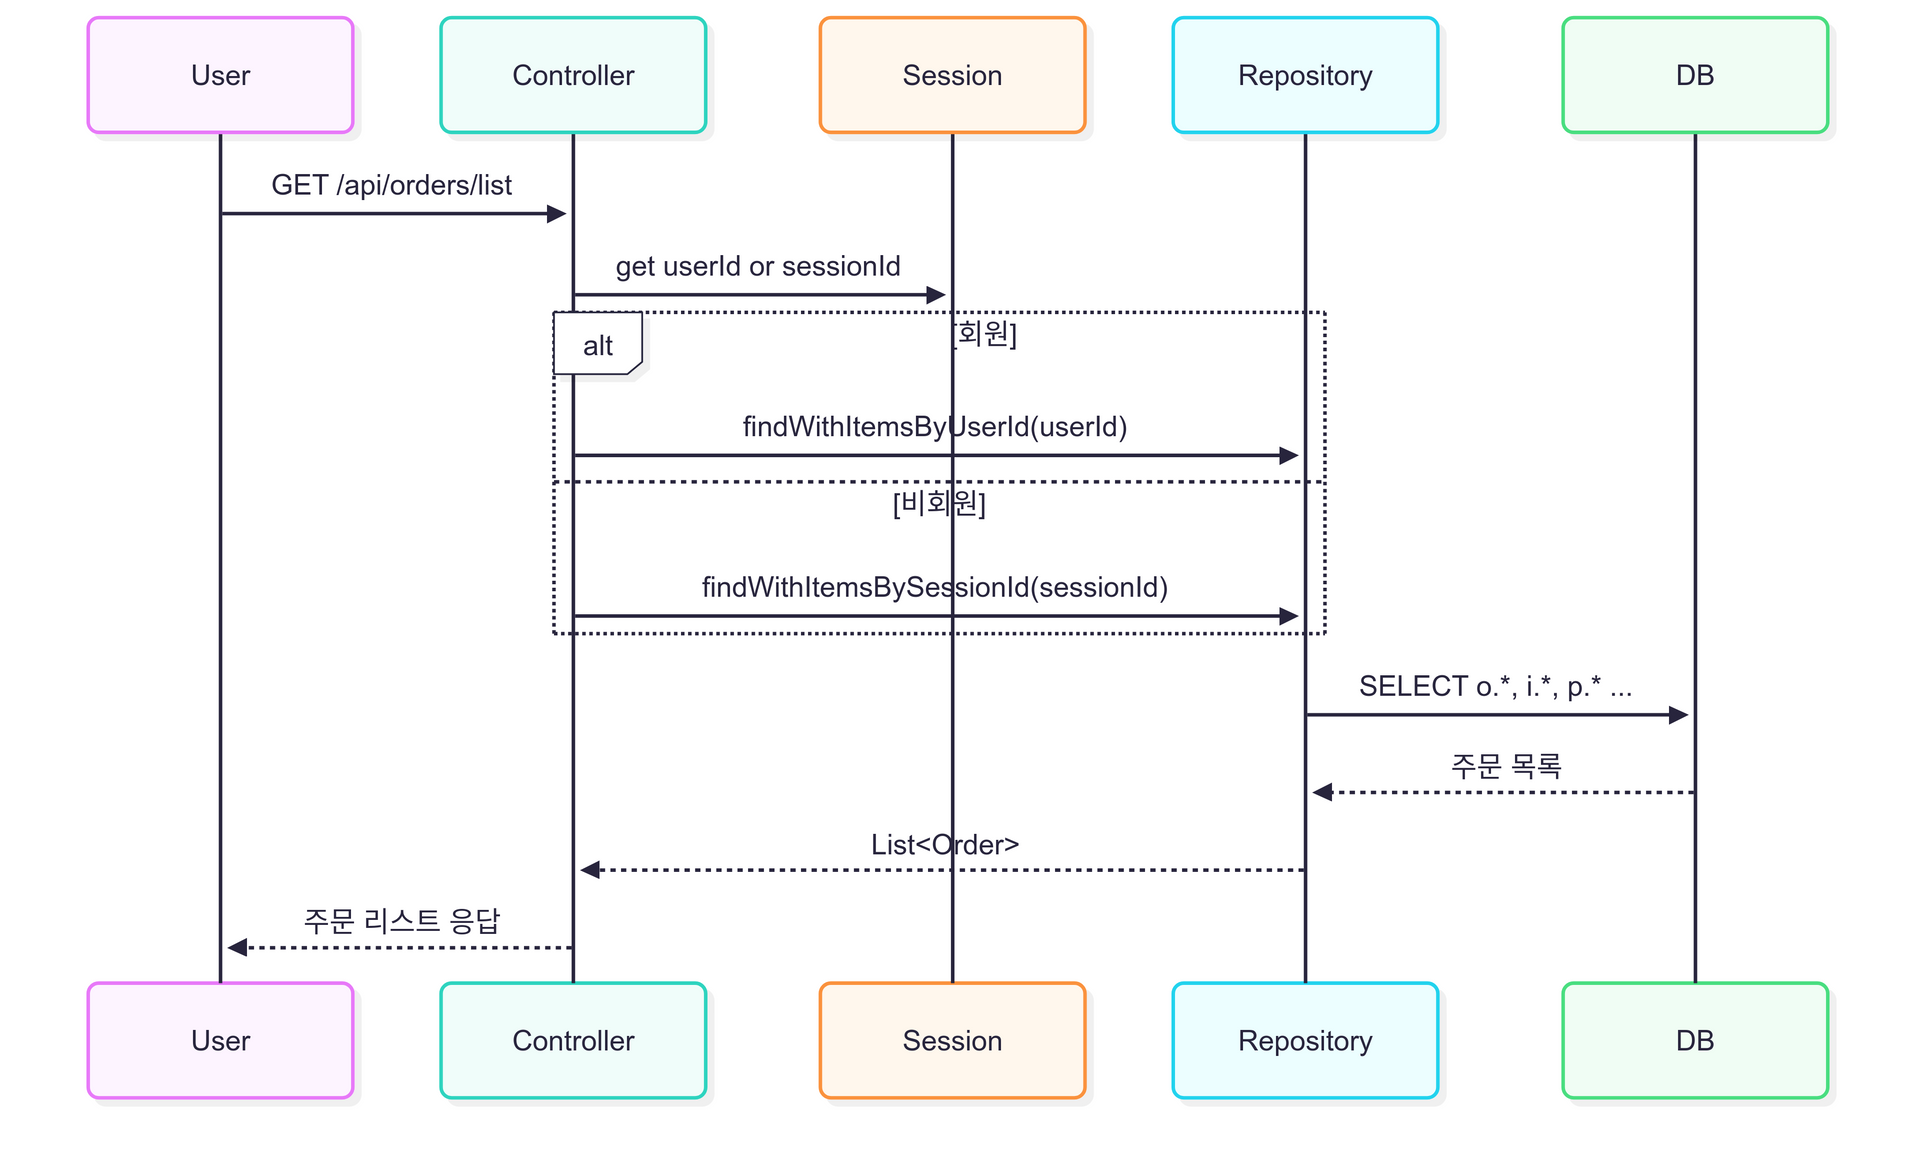 User
Controller
Session
Repository
DB
GET /api/orders/list
get userId or sessionId
alt
[회원]
findWithItemsByUserId(userId)
[비회원]
findWithItemsBySessionId(sessionId)
SELECT o.*, i.*, p.* ...
주문 목록
List<Order>
주문 리스트 응답
User
Controller
Session
Repository
DB